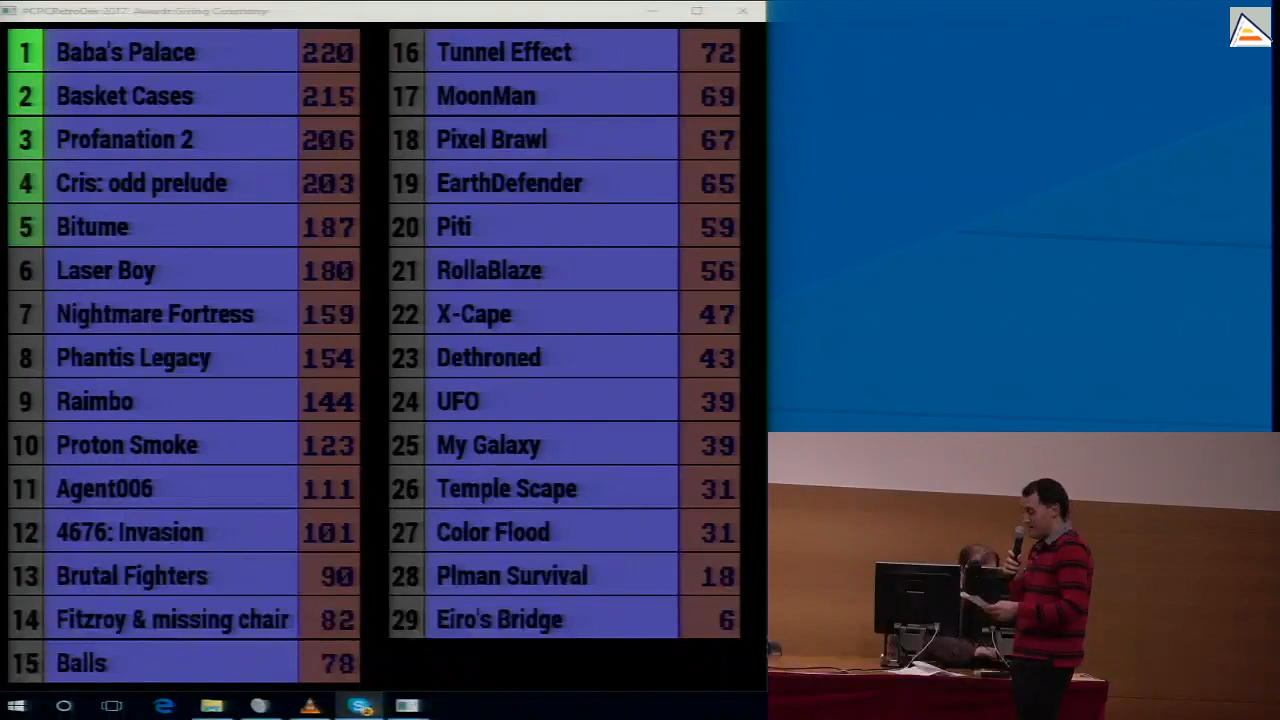 #CPCRetroDev 2017: Award Giving Ceremony
1 Baba's Palace 220
2 Basket Cases 215
3 Profanation 2 206
4 Cris: odd prelude 203
5 Bitume 187
6 Laser Boy 180
7 Nightmare Fortress 159
8 Phantis Legacy 154
9 Raimbo 144
10 Proton Smoke 123
11 Agent006 111
12 4676: Invasion 101
13 Brutal Fighters 90
14 Fitzroy & missing chair 82
15 Balls 78
16 Tunnel Effect 72
17 MoonMan 69
18 Pixel Brawl 67
19 EarthDefender 65
20 Piti 59
21 RollaBlaze 56
22 X-Cape 47
23 Dethroned 43
24 UFO 39
25 My Galaxy 39
26 Temple Scape 31
27 Color Flood 31
28 Plman Survival 18
29 Eiro's Bridge 6